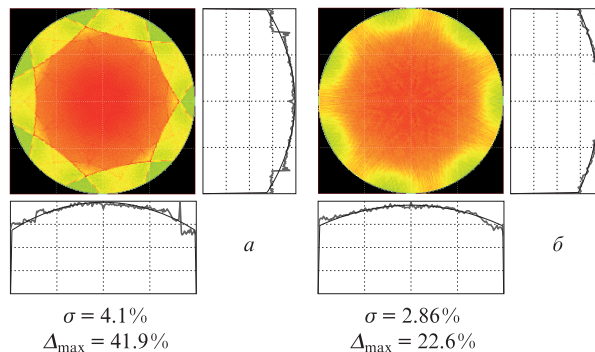 а
б
σ = 4.1%
Δmax = 41.9%
σ = 2.86%
Δmax = 22.6%